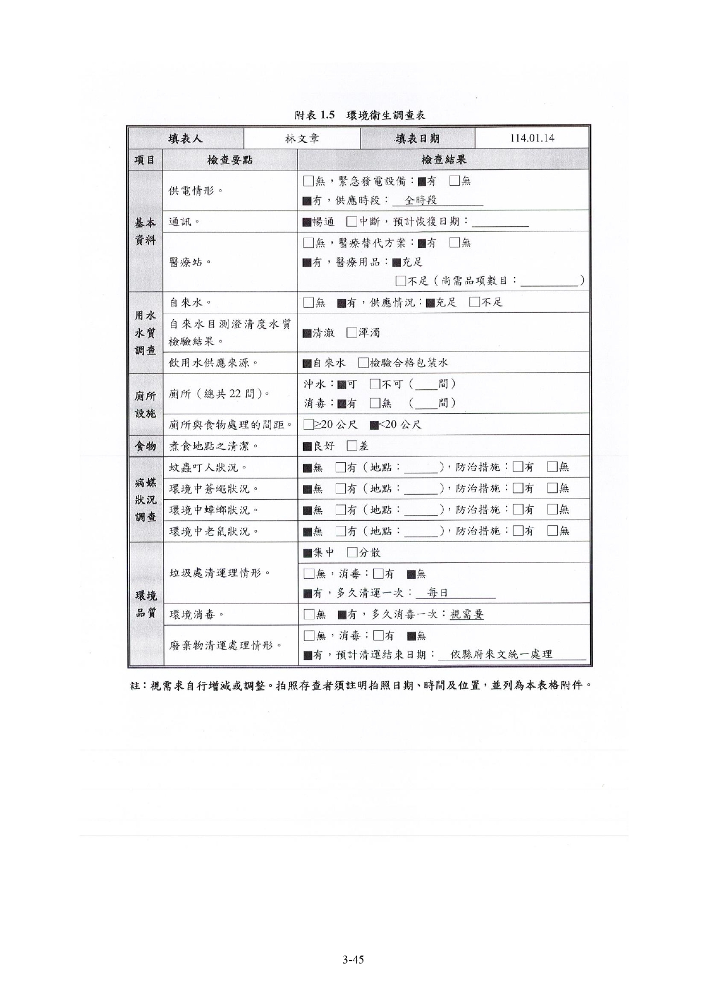 附表 1.5 環境衛生調查表
填表人 林文章 填表日期 114.01.14
項目 檢查要點 檢查結果
基本資料
供電情形。
□無，緊急發電設備：■有 □無
■有，供應時段： 全時段
通訊。
■暢通 □中斷，預計恢復日期：________
醫療站。
□無，醫療替代方案：■有 □無
■有，醫療用品：■充足
□不足（尚需品項數目：________）
用水
水質
調查
自來水。
□無 ■有，供應情況：■充足 □不足
自來水目測澄清度水質
檢驗結果。
■清澈 □渾濁
飲用水供應來源。
■自來水 □檢驗合格包裝水
廁所
設施
廁所（總共 22 間）。
沖水：■可 □不可（___間）
消毒：■有 □無 （___間）
廁所與食物處理的間距。
□≥20 公尺 ■<20 公尺
食物
煮食地點之清潔。
■良好 □差
病媒
狀況
調查
蚊蟲叮人狀況。
■無 □有（地點：_____），防治措施：□有 □無
環境中蒼蠅狀況。
■無 □有（地點：_____），防治措施：□有 □無
環境中蟑螂狀況。
■無 □有（地點：_____），防治措施：□有 □無
環境中老鼠狀況。
■無 □有（地點：_____），防治措施：□有 □無
環境
品質
垃圾處清運理情形。
■集中 □分散
□無，消毒：□有 ■無
■有，多久清運一次： 每日
環境消毒。
□無 ■有，多久消毒一次：視需要
廢棄物清運處理情形。
□無，消毒：□有 ■無
■有，預計清運結束日期： 依縣府來文統一處理
註：視需求自行增減或調整。拍照存查者須註明拍照日期、時間及位置，並列為本表格附件。
3-45